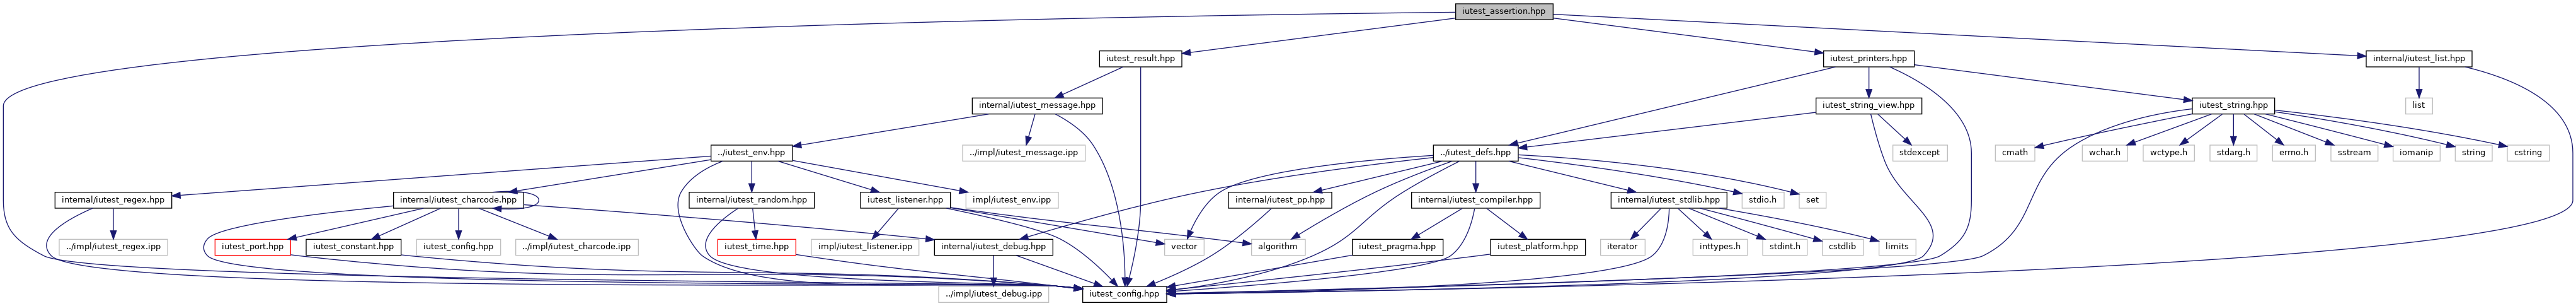 iutest_assertion.hpp
iutest_result.hpp
iutest_printers.hpp
internal/iutest_list.hpp
internal/iutest_message.hpp
iutest_string_view.hpp
iutest_string.hpp
list
../iutest_env.hpp
../impl/iutest_message.ipp
../iutest_defs.hpp
stdexcept
cmath
wchar.h
wctype.h
stdarg.h
errno.h
sstream
iomanip
string
cstring
internal/iutest_regex.hpp
internal/iutest_charcode.hpp
internal/iutest_random.hpp
iutest_listener.hpp
impl/iutest_env.ipp
internal/iutest_pp.hpp
internal/iutest_compiler.hpp
internal/iutest_stdlib.hpp
stdio.h
set
../impl/iutest_regex.ipp
iutest_port.hpp
iutest_constant.hpp
iutest_config.hpp
../impl/iutest_charcode.ipp
iutest_time.hpp
impl/iutest_listener.ipp
internal/iutest_debug.hpp
vector
algorithm
iutest_pragma.hpp
iutest_platform.hpp
iterator
inttypes.h
stdint.h
cstdlib
limits
../impl/iutest_debug.ipp
iutest_config.hpp